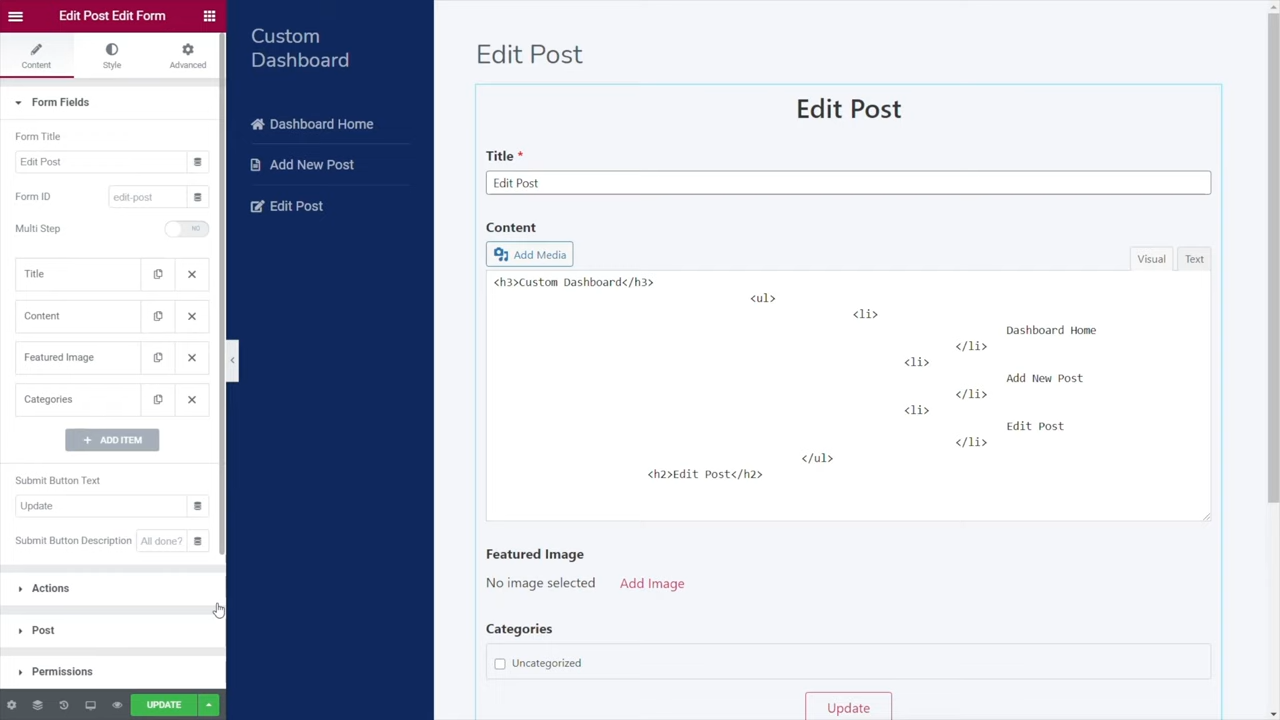 Edit Post Edit Form
Content
Style
Advanced
Form Fields
Form Title
Edit Post
Form ID
edit-post
Multi Step
NO
Title
Content
Featured Image
Categories
+ ADD ITEM
Submit Button Text
Update
Submit Button Description
All done?
Actions
Post
Permissions
UPDATE
Custom
Dashboard
Dashboard Home
Add New Post
Edit Post
Edit Post
Edit Post
Title *
Edit Post
Content
Add Media
Visual
Text
<h3>Custom Dashboard</h3>
<ul>
<li>
Dashboard Home
</li>
<li>
Add New Post
</li>
<li>
Edit Post
</li>
</ul>
<h2>Edit Post</h2>
Featured Image
No image selected
Add Image
Categories
Uncategorized
Update